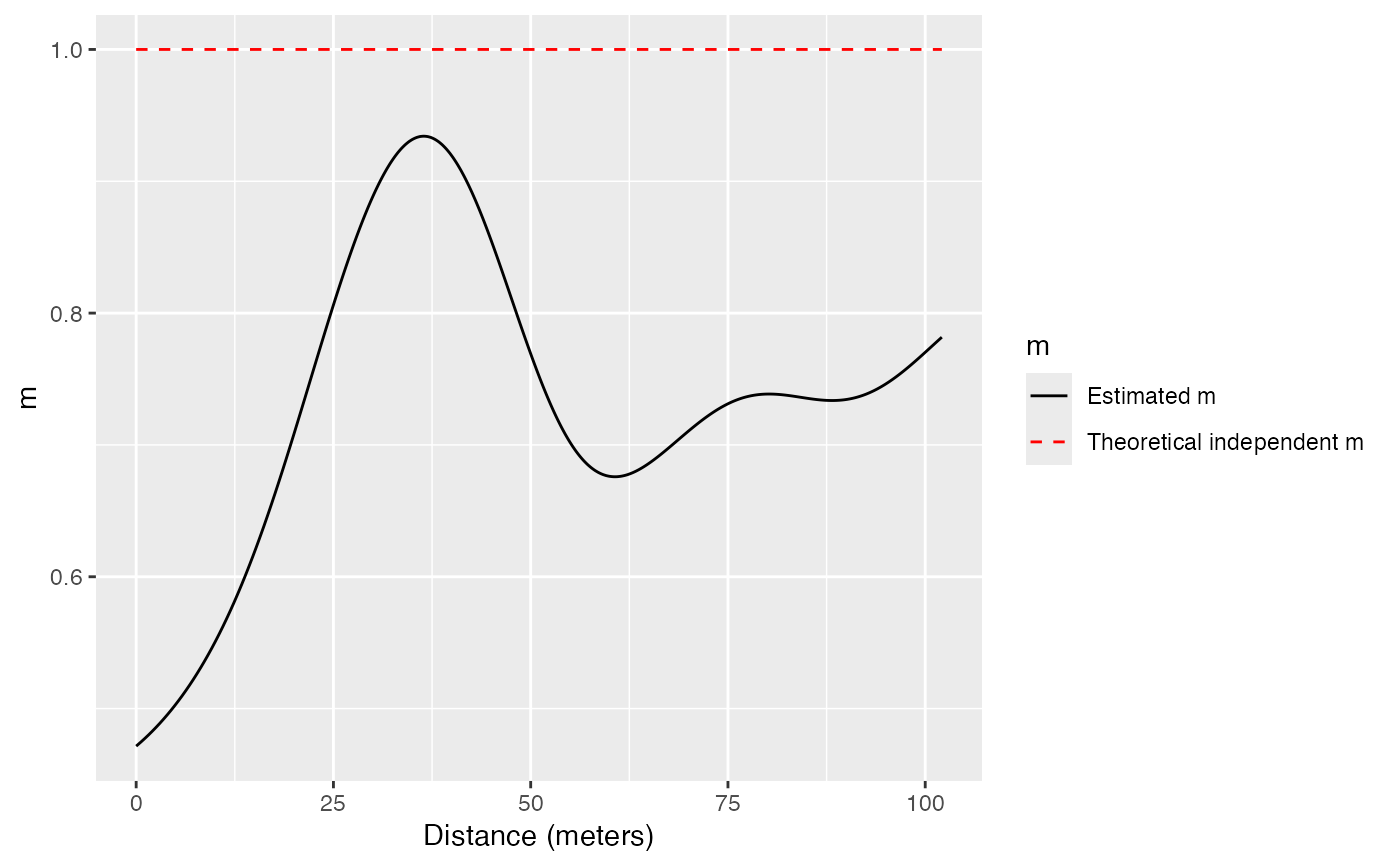 1.0
0.8
0.6
m
0 25 50 75 100
Distance (meters)
m
Estimated m
Theoretical independent m